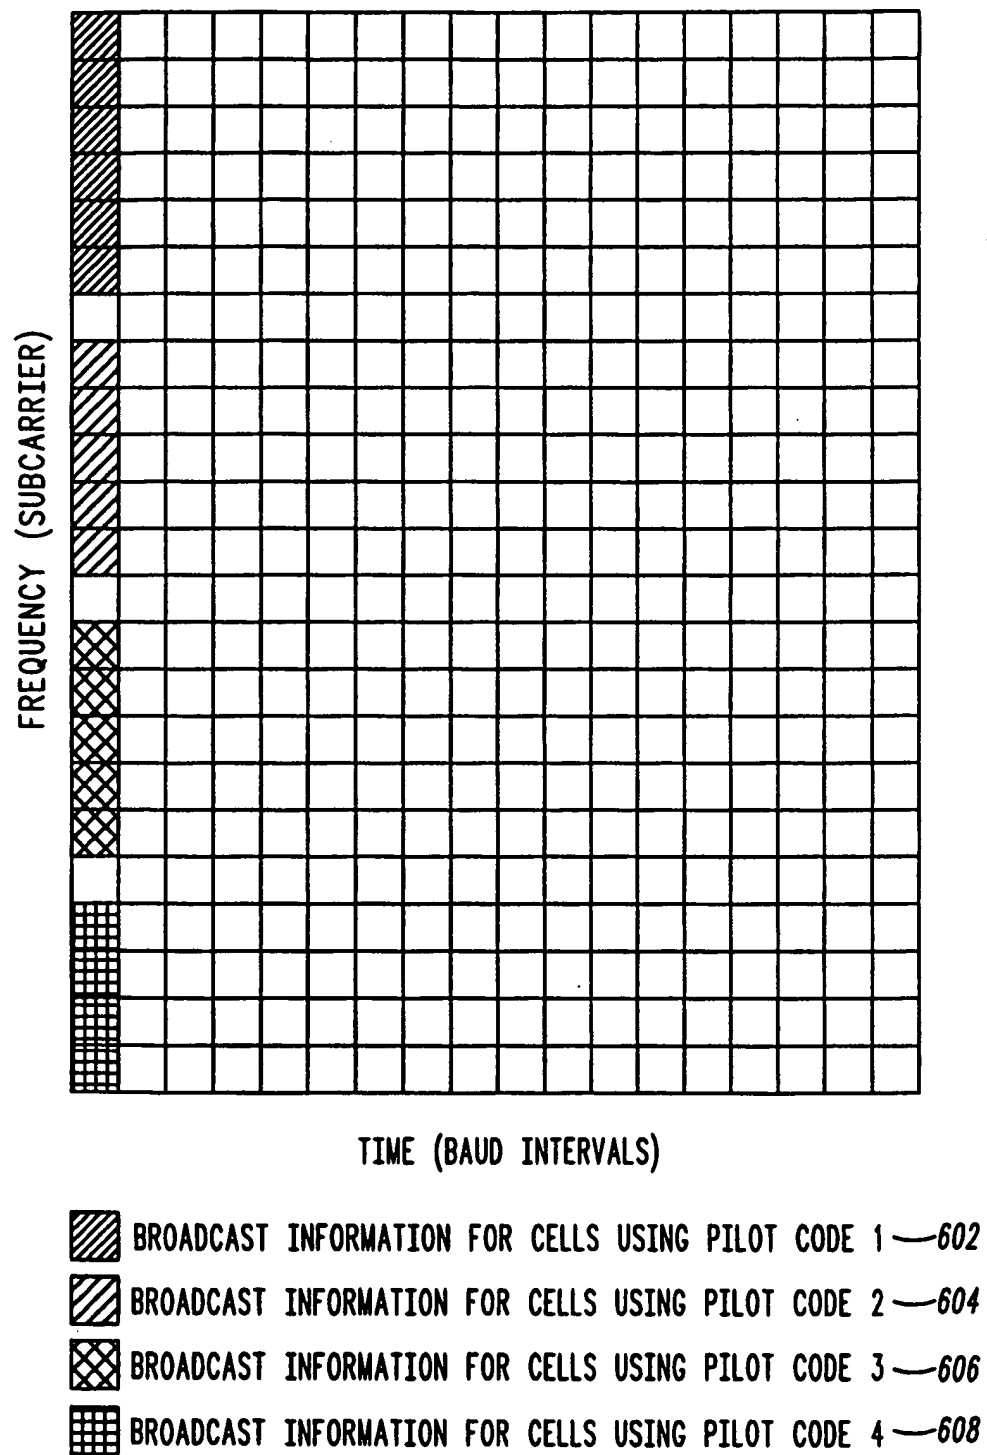 FREQUENCY (SUBCARRIER)
TIME (BAUD INTERVALS)
BROADCAST INFORMATION FOR CELLS USING PILOT CODE 1 602
BROADCAST INFORMATION FOR CELLS USING PILOT CODE 2 604
BROADCAST INFORMATION FOR CELLS USING PILOT CODE 3 606
BROADCAST INFORMATION FOR CELLS USING PILOT CODE 4 608